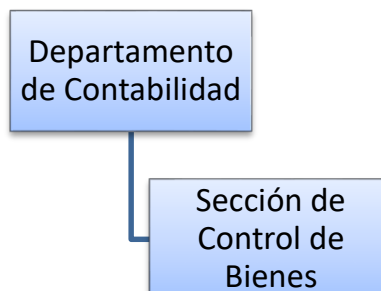 Departamento
de Contabilidad
Sección de
Control de
Bienes